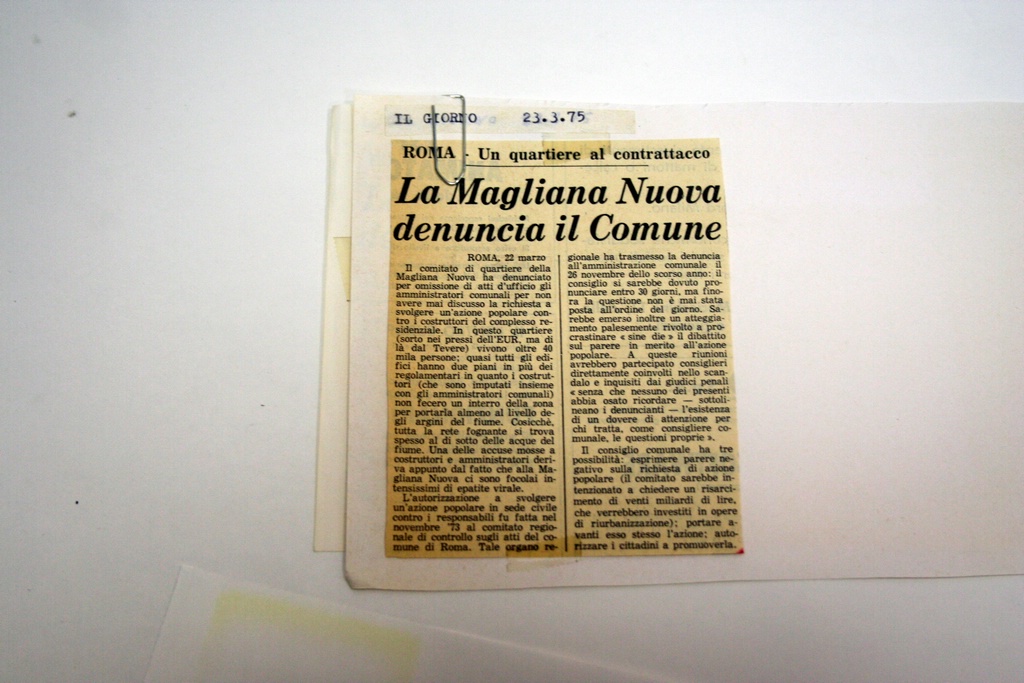 IL GIORNO 23.3.75
ROMA - Un quartiere al contrattacco
La Magliana Nuova
denuncia il Comune
ROMA, 22 marzo
Il comitato di quartiere della
Magliana Nuova ha denunciato
per omissione di atti d'ufficio gli
amministratori comunali per non
avere mai discusso la richiesta a
svolgere un'azione popolare con-
tro i costruttori del complesso re-
sidenziale. In questo quartiere
(sorto nei pressi dell'EUR, ma di
là dal Tevere) vivono oltre 40
mila persone; quasi tutti gli edi-
fici hanno due piani in più dei
regolamentari in quanto i costrut-
tori (che sono imputati insieme
con gli amministratori comunali)
non fecero un interro della zona
per portarla almeno al livello de-
gli argini del fiume. Cosicché,
tutta la rete fognante si trova
spesso al di sotto delle acque del
fiume. Una delle accuse mosse a
costruttori e amministratori deri-
va appunto dal fatto che alla Ma-
gliana Nuova ci sono focolai in-
tensissimi di epatite virale.
L'autorizzazione a svolgere
un'azione popolare in sede civile
contro i responsabili fu fatta nel
novembre '73 al comitato regio-
nale di controllo sugli atti del co-
mune di Roma. Tale organo re-
gionale ha trasmesso la denuncia
all'amministrazione comunale il
26 novembre dello scorso anno: il
consiglio si sarebbe dovuto pro-
nunciare entro 30 giorni, ma fino-
ra la questione non è mai stata
posta all'ordine del giorno. Sa-
rebbe emerso inoltre un atteggia-
mento palesemente rivolto a pro-
crastinare « sine die » il dibattito
sul parere in merito all'azione
popolare. A queste riunioni
avrebbero partecipato consiglieri
direttamente coinvolti nello scan-
dalo e inquisiti dai giudici penali
« senza che nessuno dei presenti
abbia osato ricordare — sottoli-
neano i denuncianti — l'esistenza
di un dovere di attenzione per
chi tratta, come consigliere co-
munale, le questioni proprie ».
Il consiglio comunale ha tre
possibilità: esprimere parere ne-
gativo sulla richiesta di azione
popolare (il comitato sarebbe in-
tenzionato a chiedere un risarci-
mento di venti miliardi di lire,
che verrebbero investiti in opere
di riurbanizzazione); portare a-
vanti esso stesso l'azione; auto-
rizzare i cittadini a promuoverla.